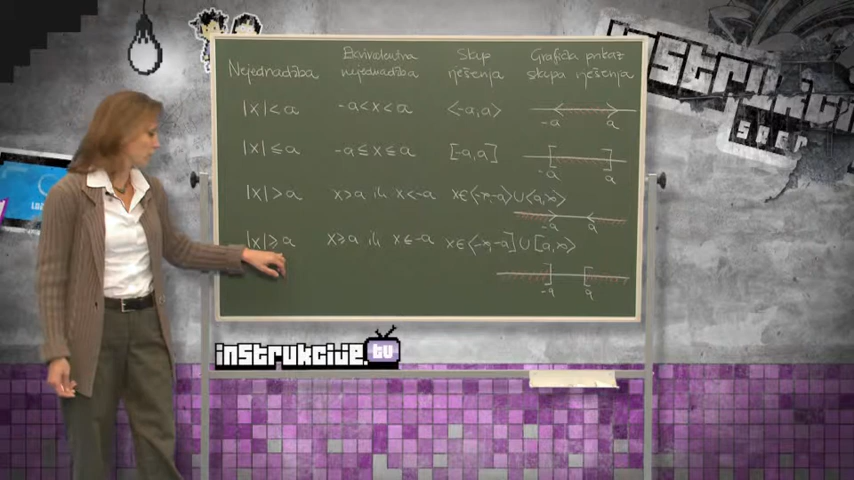 Nejednadžba
Ekvivalentna nejednadžba
Skup rješenja
Grafički prikaz skupa rješenja
|x| < a
-a < x < a
⟨-a, a⟩
-a a
|x| ≤ a
-a ≤ x ≤ a
[-a, a]
-a a
|x| > a
x > a ili x < -a
x ∈ ⟨-∞, -a⟩ ∪ ⟨a, ∞⟩
-a a
|x| ≥ a
x ≥ a ili x ≤ -a
x ∈ ⟨-∞, -a] ∪ [a, ∞⟩
-a a
instrukcije.tv